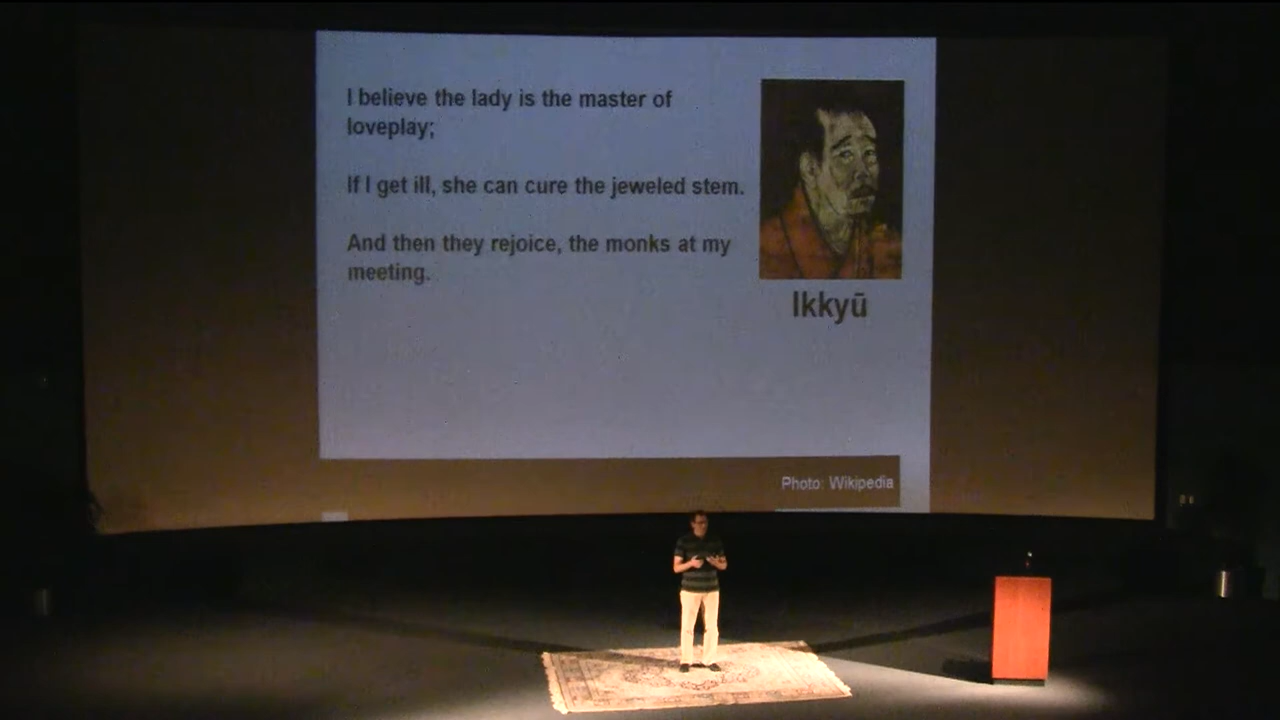 I believe the lady is the master of
loveplay;
If I get ill, she can cure the jeweled stem.
And then they rejoice, the monks at my
meeting.
Ikkyū
Photo: Wikipedia